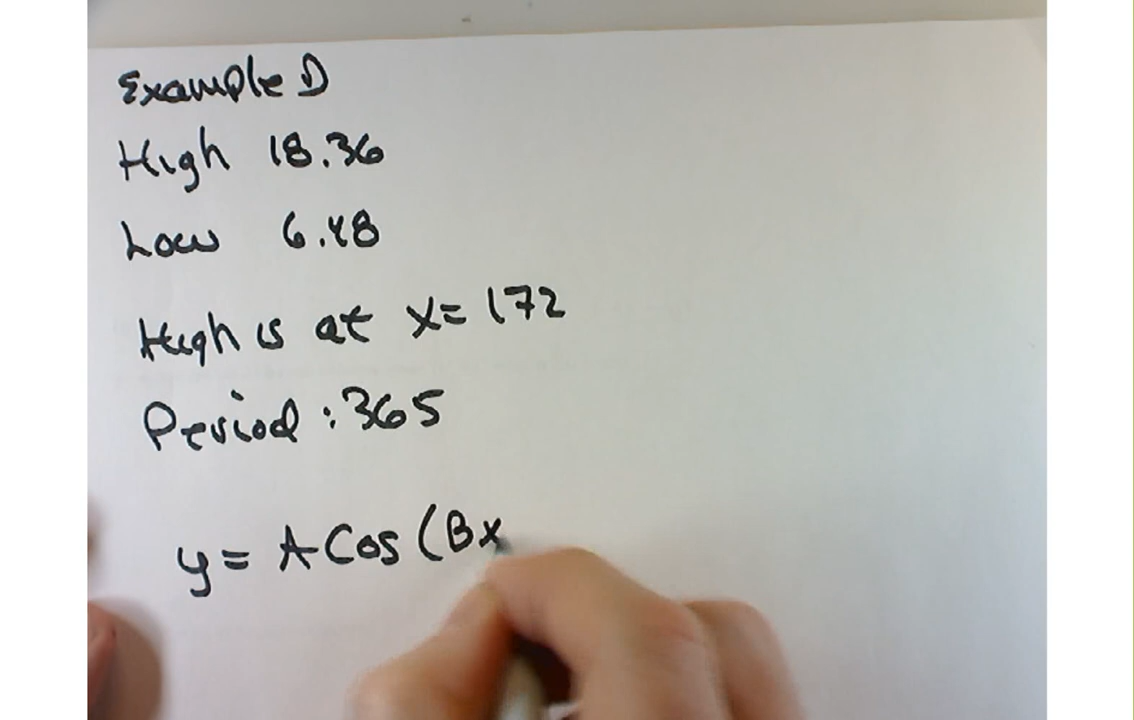 Example D
High 18.36
Low 6.48
High is at x= 172
Period : 365
y= A Cos (Bx